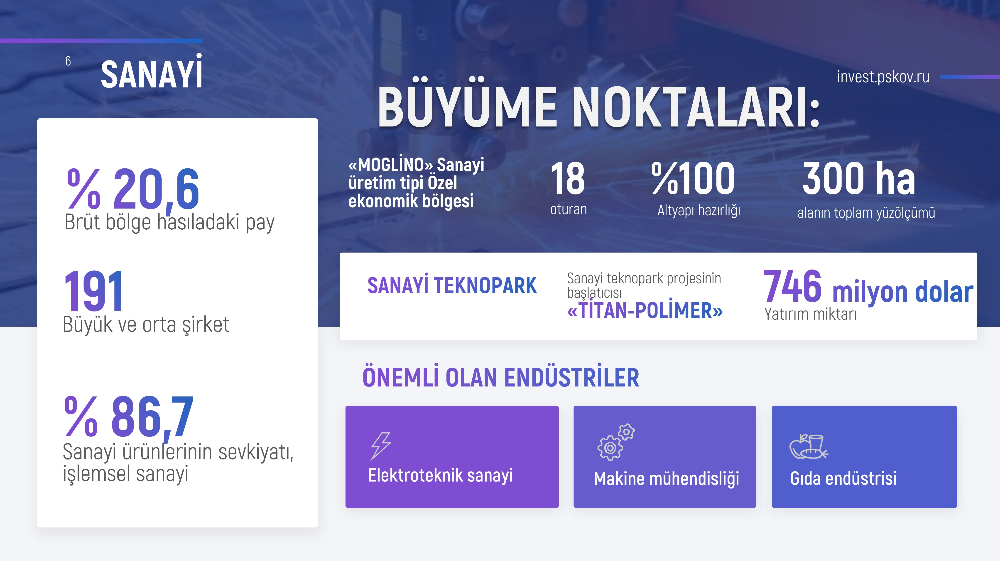 6
SANAYİ
invest.pskov.ru
BÜYÜME NOKTALARI:
% 20,6
Brüt bölge hasıladaki pay
191
Büyük ve orta şirket
% 86,7
Sanayi ürünlerinin sevkiyatı,
işlemsel sanayi
«MOGLİNO» Sanayi
üretim tipi Özel
ekonomik bölgesi
18
oturan
%100
Altyapı hazırlığı
300 ha
alanın toplam yüzölçümü
SANAYİ TEKNOPARK
Sanayi teknopark projesinin
başlatıcısı
«TİTAN-POLİMER»
746 milyon dolar
Yatırım miktarı
ÖNEMLİ OLAN ENDÜSTRİLER
Elektroteknik sanayi
Makine mühendisliği
Gıda endüstrisi